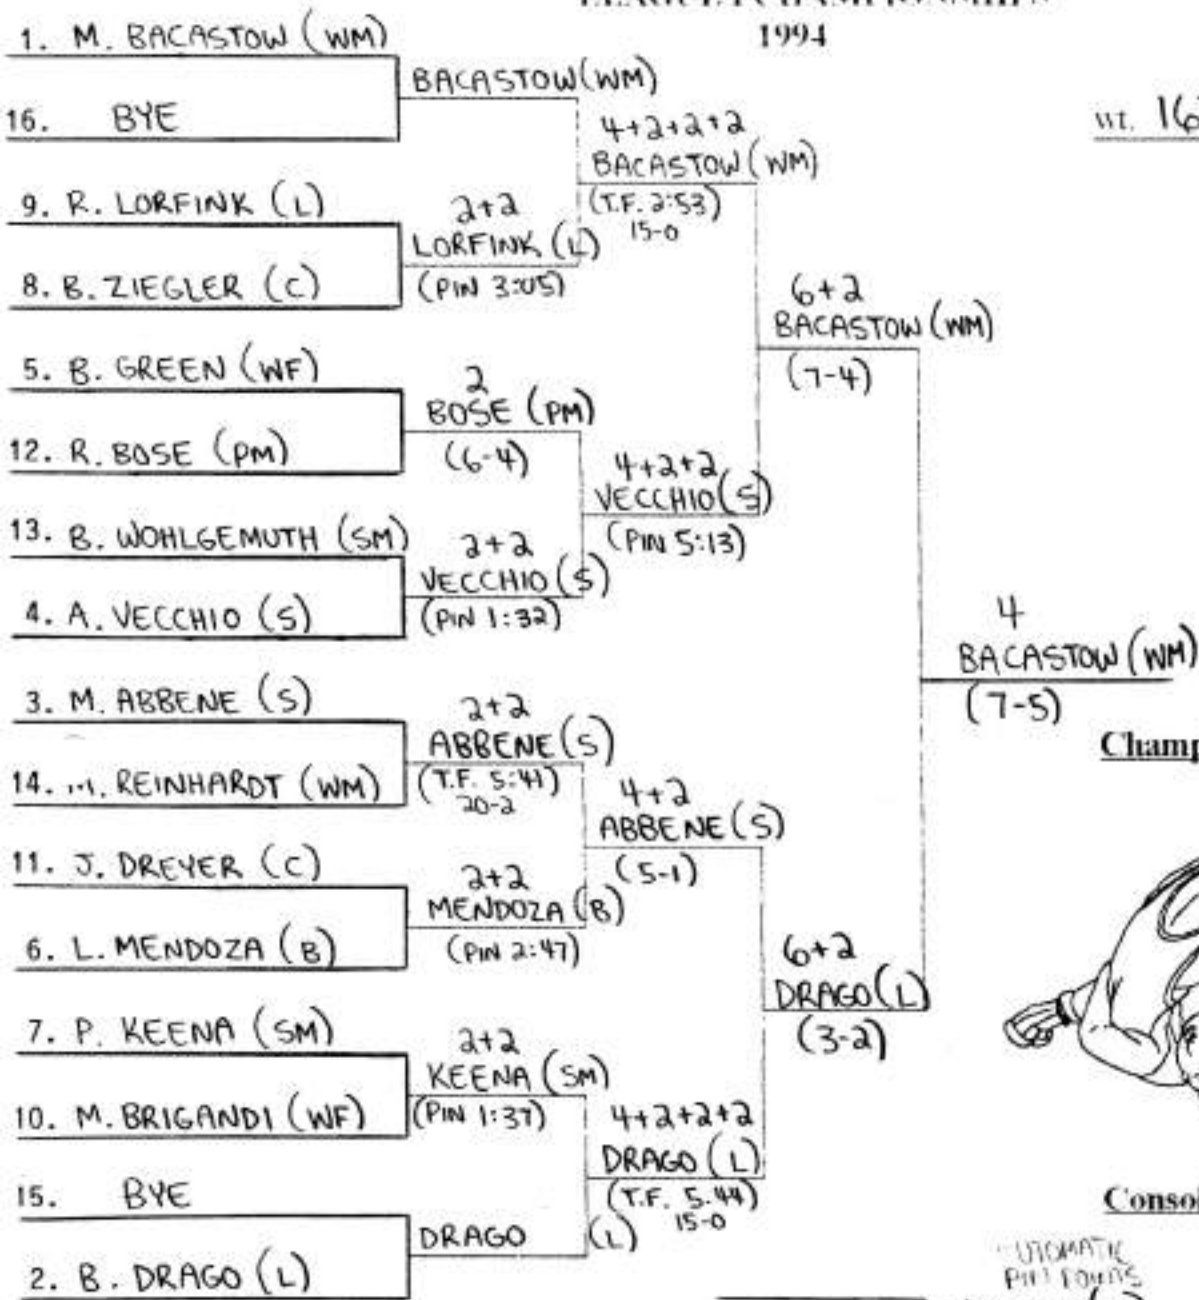 1994
wt.
1. M. BACASTOW (WM)
16. BYE
BACASTOW (WM)
9. R. LORFINK (L)
8. B. ZIEGLER (C)
2+2
LORFINK (L)
(PIN 3:05)
4+2+2+2
BACASTOW (WM)
(T.F. 2:53)
15-0
5. B. GREEN (WF)
12. R. BOSE (PM)
2
BOSE (PM)
(6-4)
13. B. WOHLGEMUTH (SM)
4. A. VECCHIO (S)
2+2
VECCHIO (S)
(PIN 1:32)
4+2+2
VECCHIO (S)
(PIN 5:13)
6+2
BACASTOW (WM)
(7-4)
3. M. ABBENE (S)
14. REINHARDT (WM)
2+2
ABBENE (S)
(T.F. 5:41)
20-2
11. J. DREYER (C)
6. L. MENDOZA (B)
2+2
MENDOZA (B)
(PIN 2:47)
4+2
ABBENE (S)
(5-1)
7. P. KEENA (SM)
10. M. BRIGANDI (WF)
2+2
KEENA (SM)
(PIN 1:37)
15. BYE
2. B. DRAGO (L)
DRAGO (L)
4+2+2+2
DRAGO (L)
(T.F. 5.44)
15-0
6+2
DRAGO (L)
(3-2)
4
BACASTOW (WM)
(7-5)
Champ
Conso